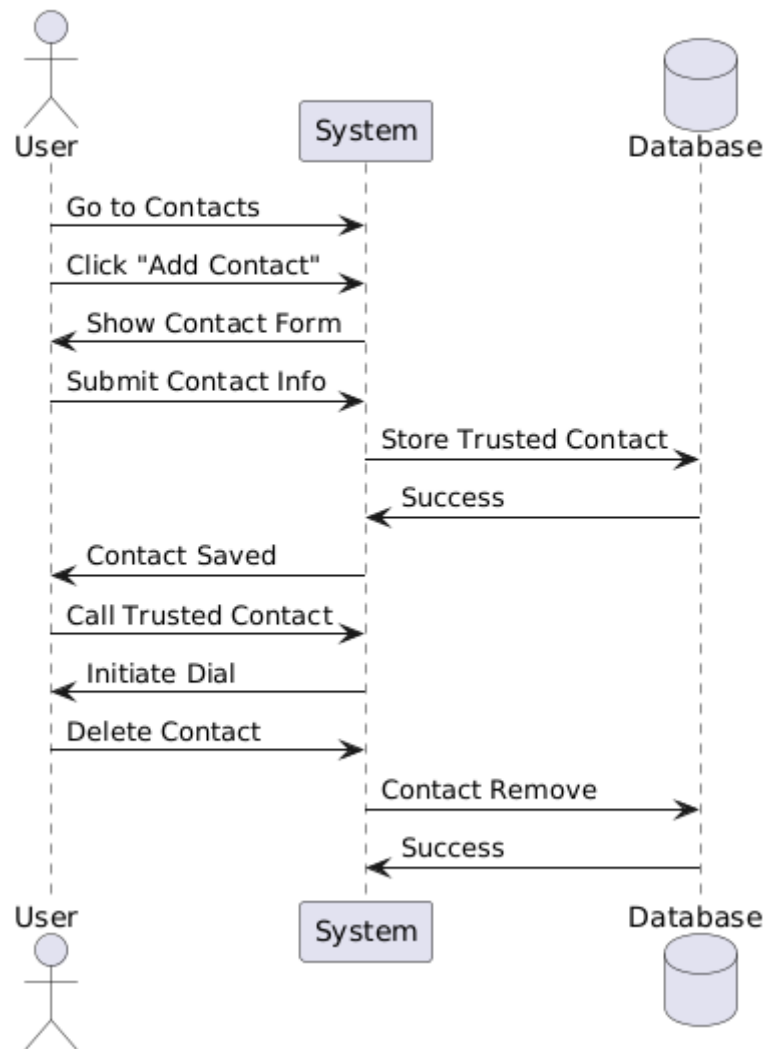 User
System
Database
Go to Contacts
Click "Add Contact"
Show Contact Form
Submit Contact Info
Store Trusted Contact
Success
Contact Saved
Call Trusted Contact
Initiate Dial
Delete Contact
Contact Remove
Success
User
System
Database